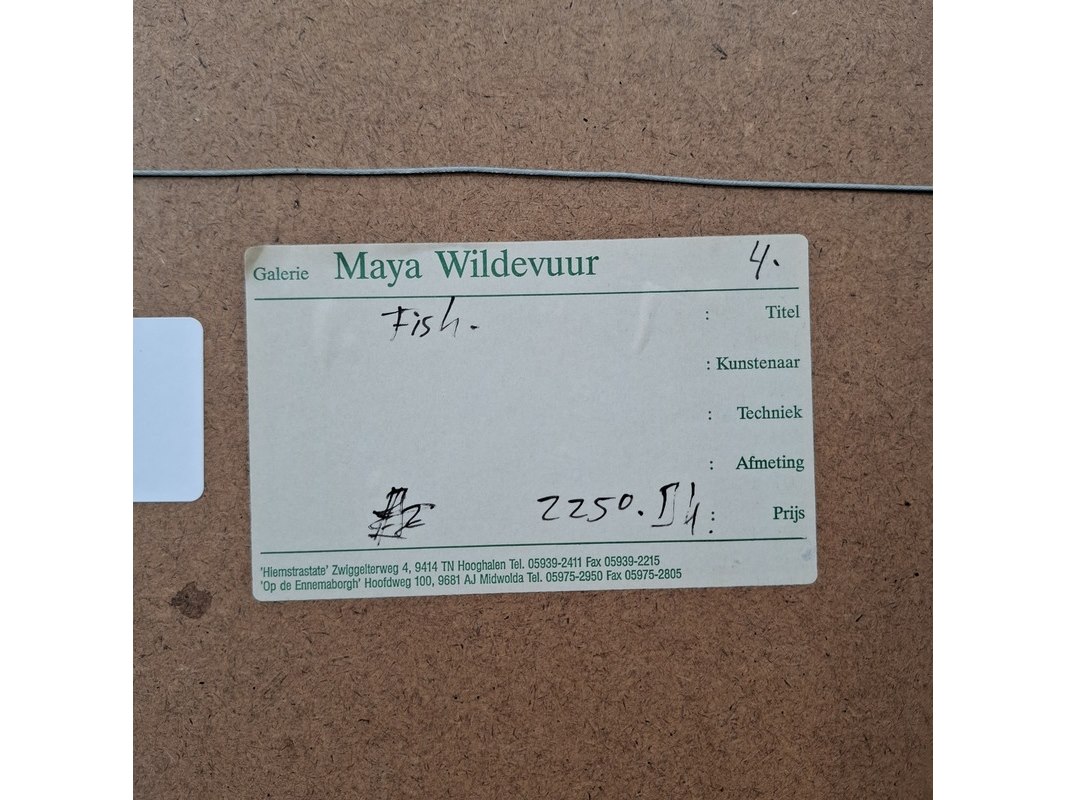 Galerie Maya Wildevuur 4.
Fish. : Titel
: Kunstenaar
: Techniek
: Afmeting
2250. : Prijs
'Hiemstrastate' Zwiggelterweg 4, 9414 TN Hooghalen Tel. 05939-2411 Fax 05939-2215
'Op de Ennemaborgh' Hoofdweg 100, 9681 AJ Midwolda Tel. 05975-2950 Fax 05975-2805